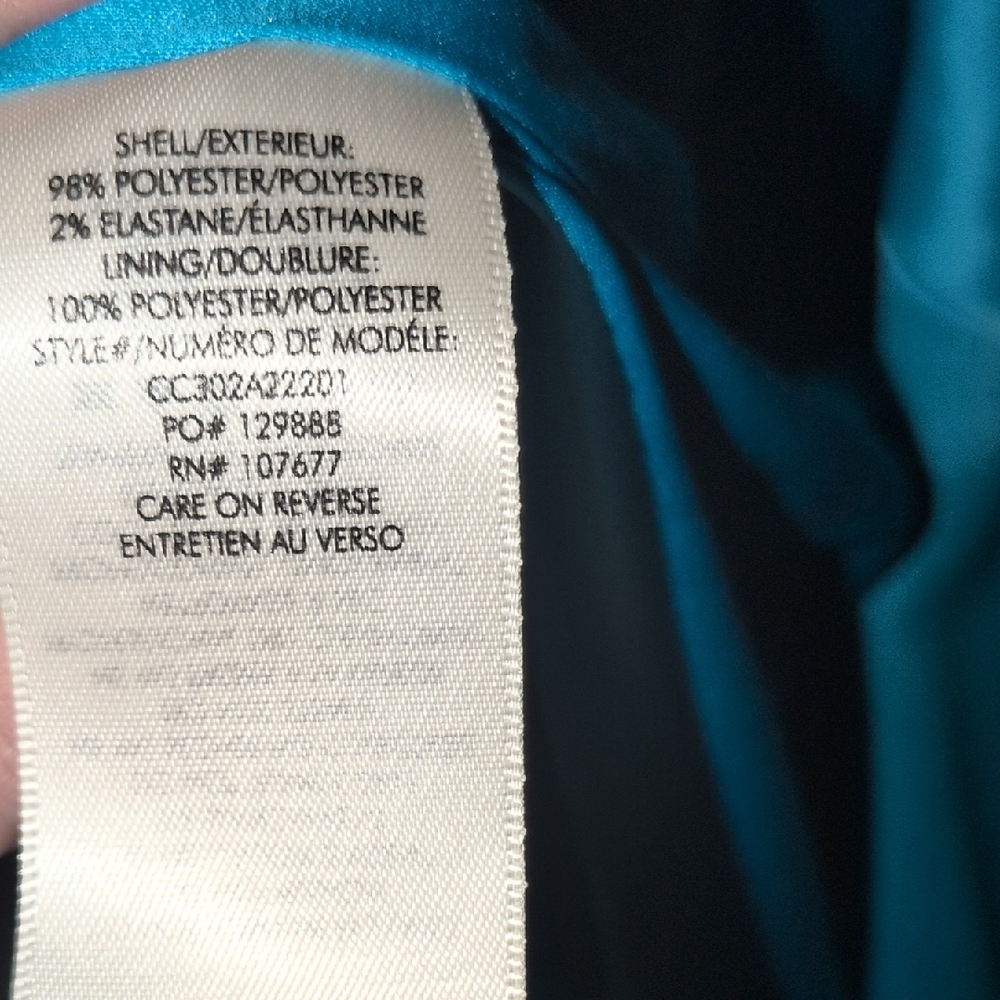 SHELL/EXTERIEUR:
98% POLYESTER/POLYESTER
2% ELASTANE/ÉLASTHANNE
LINING/DOUBLURE:
100% POLYESTER/POLYESTER
STYLE#/NUMÉRO DE MODÉLE:
CC302A22201
PO# 129888
RN# 107677
CARE ON REVERSE
ENTRETIEN AU VERSO